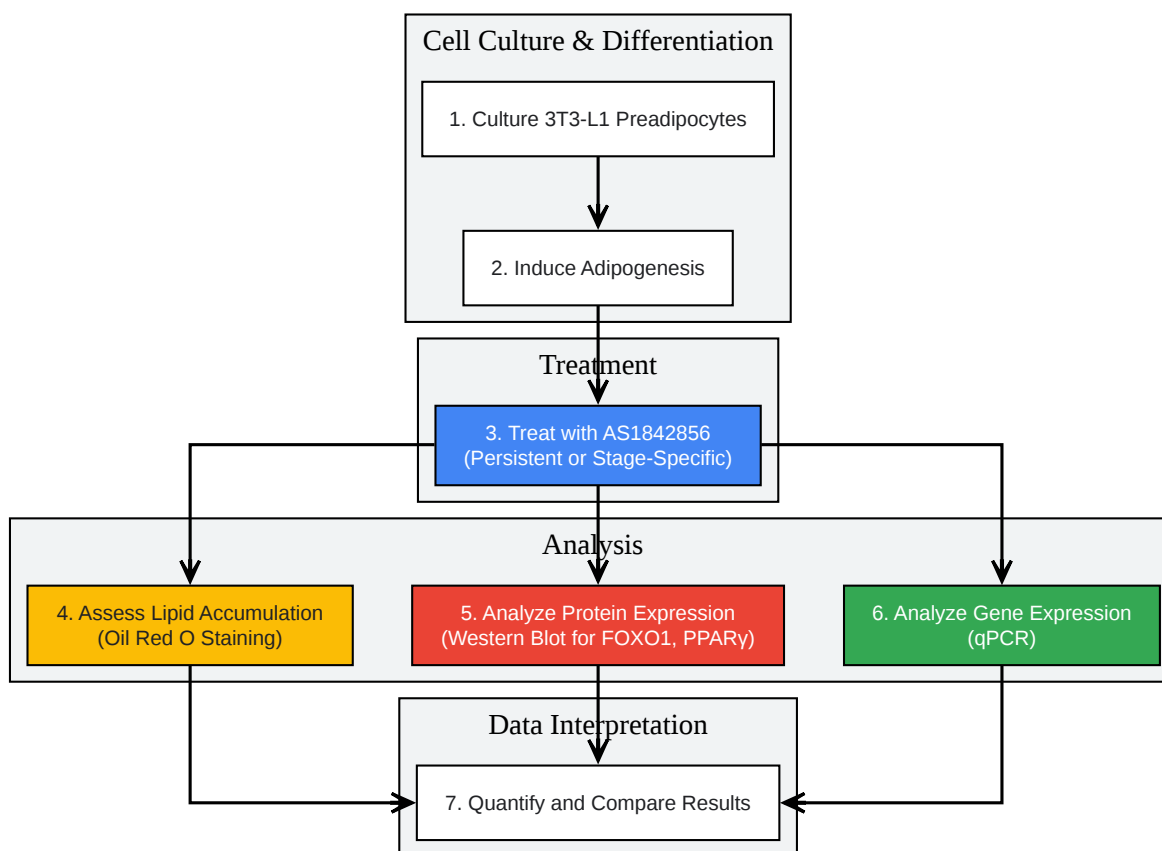 Cell Culture & Differentiation
1. Culture 3T3-L1 Preadipocytes
2. Induce Adipogenesis
Treatment
3. Treat with AS1842856
(Persistent or Stage-Specific)
Analysis
4. Assess Lipid Accumulation
(Oil Red O Staining)
5. Analyze Protein Expression
(Western Blot for FOXO1, PPARγ)
6. Analyze Gene Expression
(qPCR)
Data Interpretation
7. Quantify and Compare Results